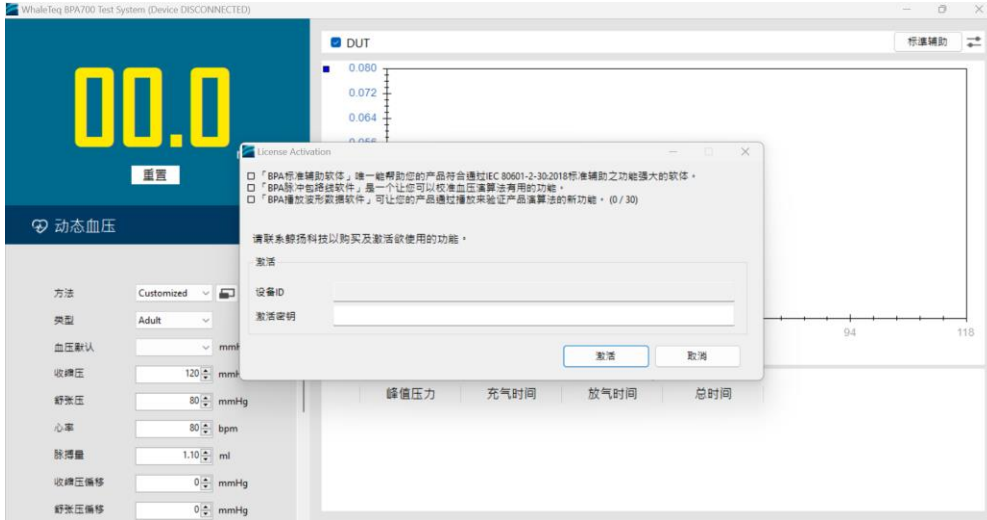 WhaleTeq BPA700 Test System (Device DISCONNECTED)
00.0
重置
动态血压
方法 Customized
类型 Adult
血压默认 mmH
收缩压 120 mmH
舒张压 80 mmHg
心率 80 bpm
脉搏量 1.10 ml
收缩压偏移 0 mmHg
舒张压偏移 0 mmHg
DUT
标准辅助
0.080
0.072
0.064
0.056
94 118
License Activation
「BPA标准辅助软体」唯一能帮助您的产品符合通过IEC 80601-2-30:2018标准辅助之功能强大的软体。
「BPA脉冲包络线软件」是一个让您可以校准血压演算法有用的功能。
「BPA播放波形数据软件」可让您的产品通过播放来验证产品演算法的新功能。 (0 / 30)
请联系鲸扬科技以购买及激活欲使用的功能。
激活
设备ID
激活密钥
激活 取消
峰值压力 充气时间 放气时间 总时间